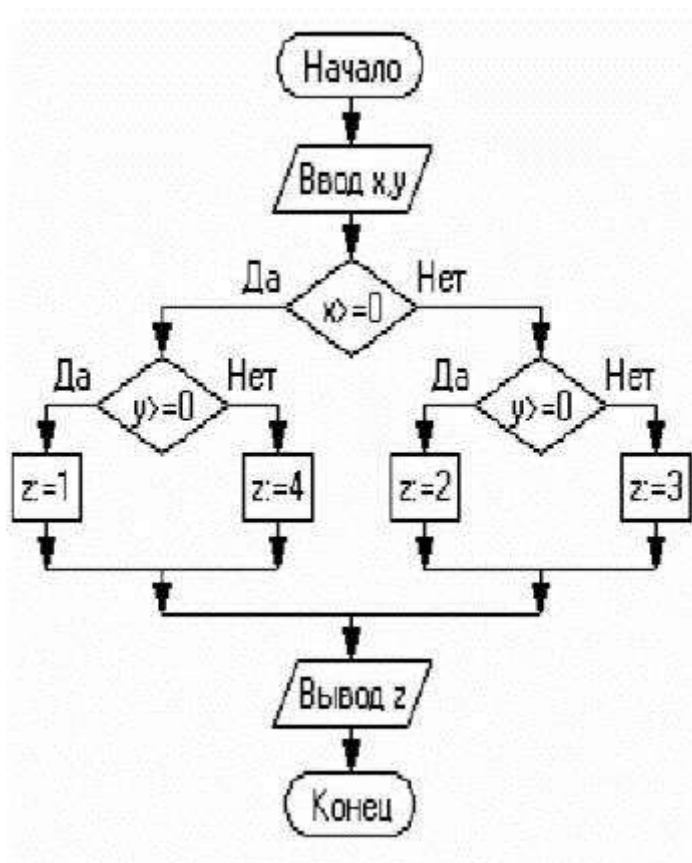 Начало
Ввод x,y
Да Нет
x>=0
Да Нет Да Нет
y>=0 y>=0
z:=1 z:=4 z:=2 z:=3
Вывод z
Конец